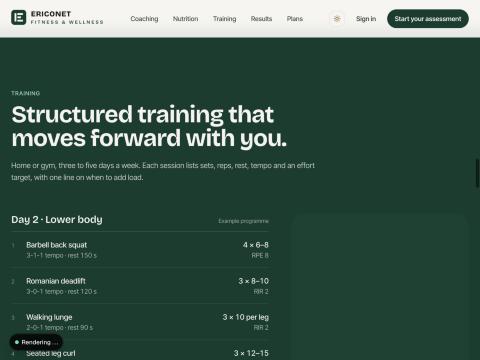 ERICONET
FITNESS & WELLNESS
Coaching Nutrition Training Results Plans
Sign in
Start your assessment
TRAINING
Structured training that
moves forward with you.
Home or gym, three to five days a week. Each session lists sets, reps, rest, tempo and an effort
target, with one line on when to add load.
Day 2 · Lower body
Example programme
1 Barbell back squat 4 × 6–8
3-1-1 tempo · rest 150 s RPE 8
2 Romanian deadlift 3 × 8–10
3-0-1 tempo · rest 120 s RIR 2
3 Walking lunge 3 × 10 per leg
2-0-1 tempo · rest 90 s RIR 2
Rendering ...
4 Seated leg curl 3 × 12–15